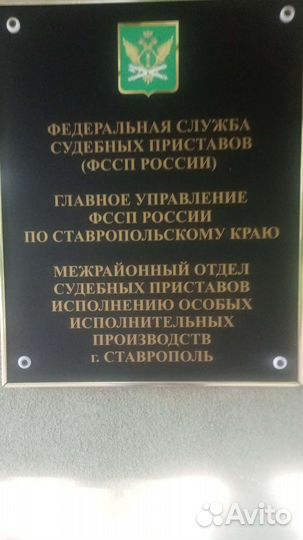 ФЕДЕРАЛЬНАЯ СЛУЖБА
СУДЕБНЫХ ПРИСТАВОВ
(ФССП РОССИИ)
ГЛАВНОЕ УПРАВЛЕНИЕ
ФССП РОССИИ
ПО СТАВРОПОЛЬСКОМУ КРАЮ
МЕЖРАЙОННЫЙ ОТДЕЛ
СУДЕБНЫХ ПРИСТАВОВ
ИСПОЛНЕНИЮ ОСОБЫХ
ИСПОЛНИТЕЛЬНЫХ
ПРОИЗВОДСТВ
г. СТАВРОПОЛЬ
Avito